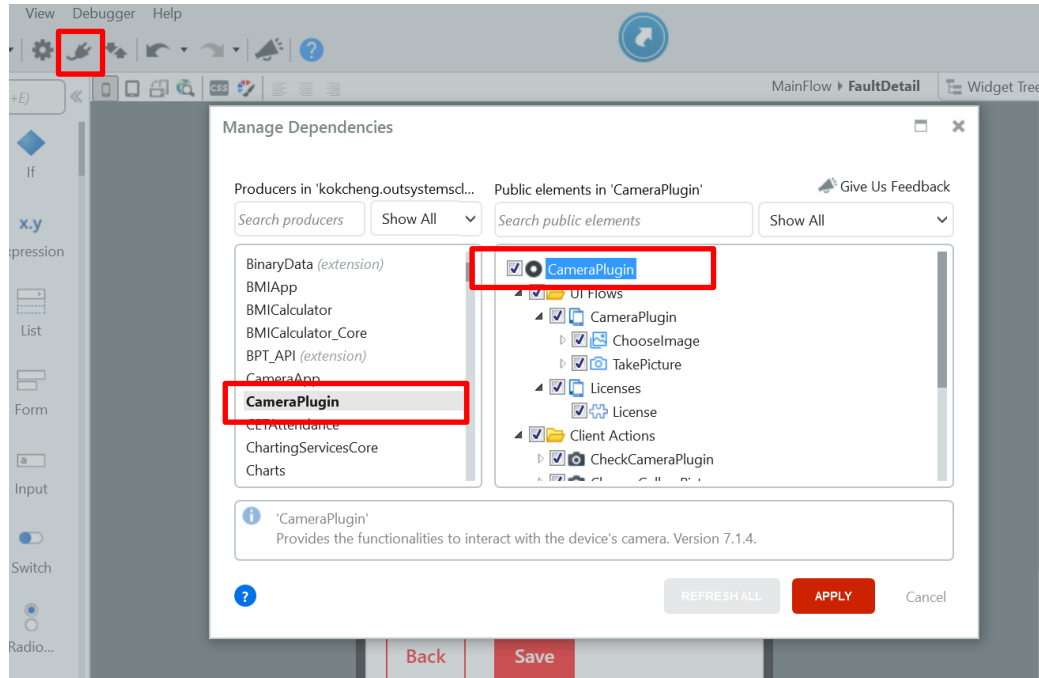 View Debugger Help
+E)
CSS
MainFlow FaultDetail
Widget Tree
If
x.y
xpression
List
Form
a
Input
Switch
Radio...
Manage Dependencies
Producers in 'kokcheng.outsystemscl...
Search producers
Show All
BinaryData (extension)
BMIApp
BMICalculator
BMICalculator_Core
BPT_API (extension)
CameraApp
CameraPlugin
CETAttendance
ChartingServicesCore
Charts
Public elements in 'CameraPlugin'
Give Us Feedback
Search public elements
Show All
CameraPlugin
UI Flows
CameraPlugin
ChooseImage
TakePicture
Licenses
License
Client Actions
CheckCameraPlugin
'CameraPlugin'
Provides the functionalities to interact with the device's camera. Version 7.1.4.
REFRESH ALL
APPLY
Cancel
Back
Save